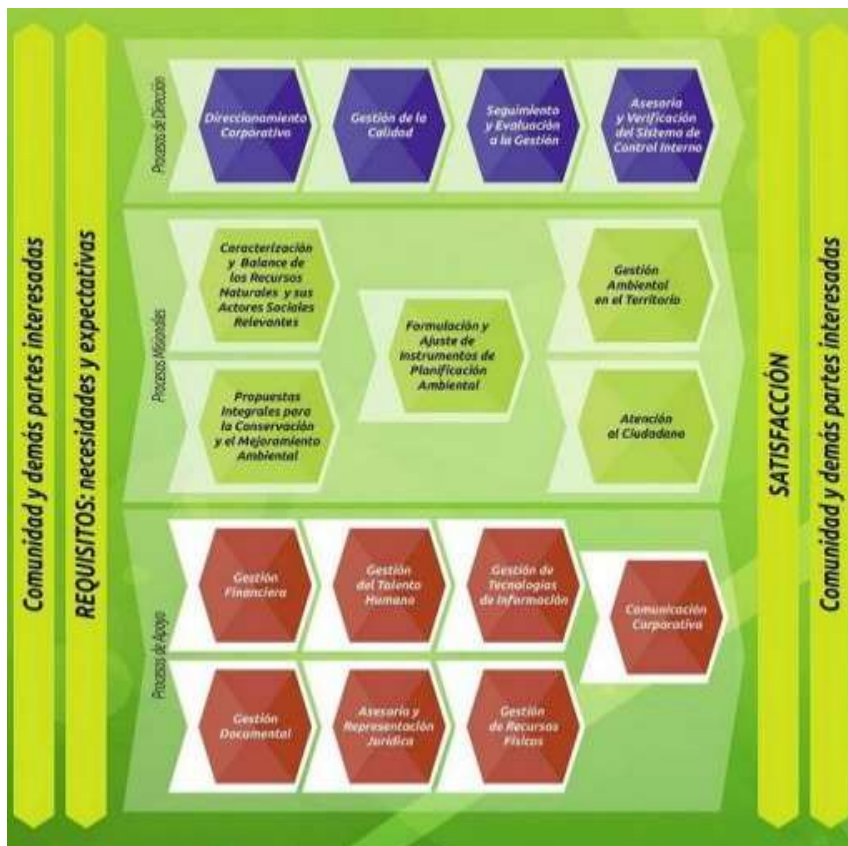 Comunidad y demás partes interesadas
REQUISITOS: necesidades y expectativas
Procesos de Dirección
Direccionamiento
Corporativo
Gestión de la
Calidad
Seguimiento
y Evaluación
a la Gestión
Asesoría
y Verificación
del Sistema de
Control Interno
Procesos Misionales
Caracterización
y Balance de
los Recursos
Naturales y sus
Actores Sociales
Relevantes
Propuestas
Integrales para
la Conservación
y el Mejoramiento
Ambiental
Formulación y
Ajuste de
Instrumentos de
Planificación
Ambiental
Gestión
Ambiental
en el Territorio
Atención
al Ciudadano
Procesos de Apoyo
Gestión
Financiera
Gestión
del Talento
Humano
Gestión de
Tecnologías
de Información
Comunicación
Corporativa
Gestión
Documental
Asesoría y
Representación
Jurídica
Gestión
de Recursos
Físicos
SATISFACCIÓN
Comunidad y demás partes interesadas